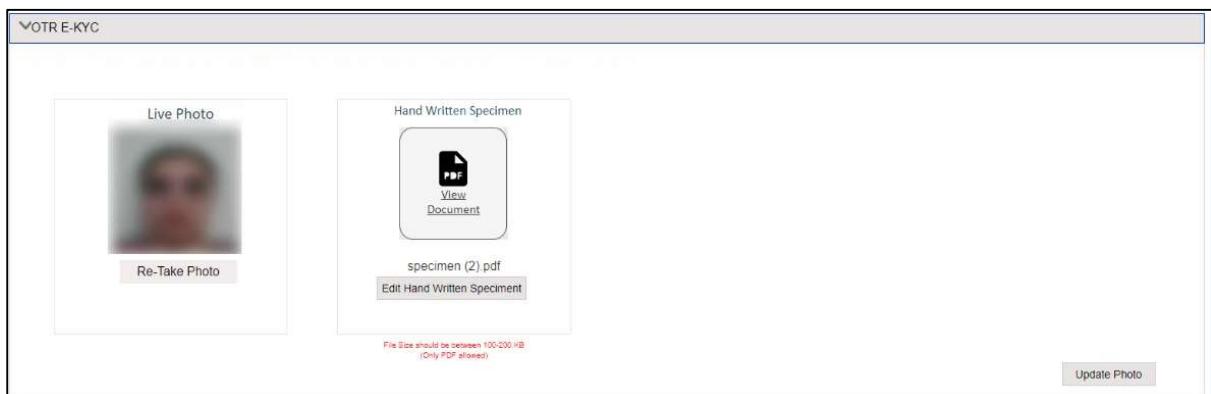 OTR E-KYC
Live Photo
Re-Take Photo
Hand Written Specimen
PDF
View
Document
specimen (2).pdf
Edit Hand Written Speciment
File Size should be between 100-200 KB
(Only PDF allowed)
Update Photo